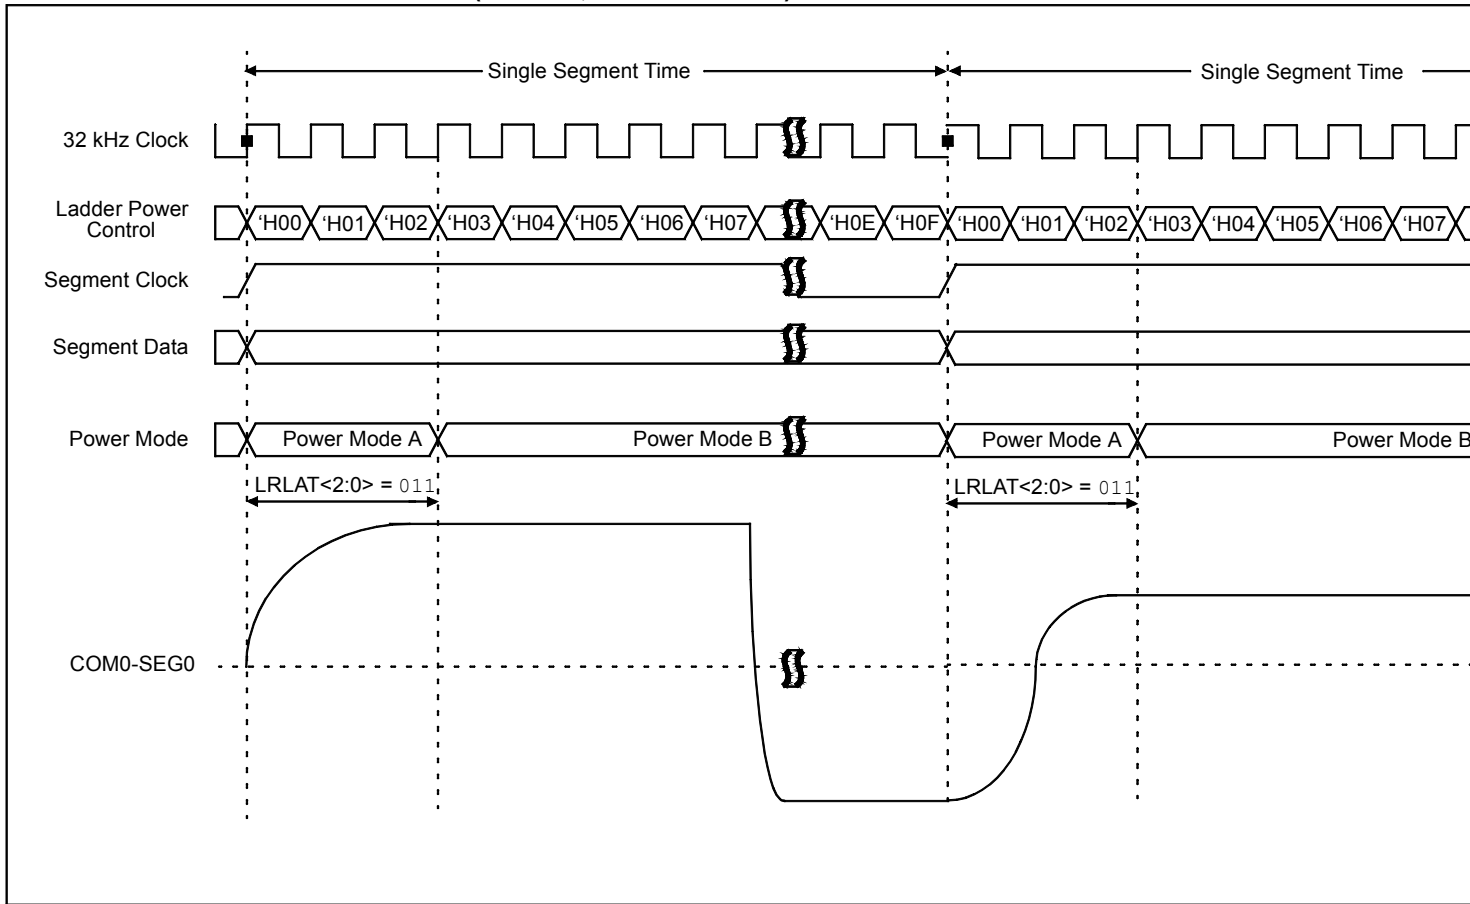 Single Segment Time Single Segment Time
32 kHz Clock
Ladder Power
Control
‘H00 ‘H01 ‘H02 ‘H03 ‘H04 ‘H05 ‘H06 ‘H07 ‘H0E ‘H0F ‘H00 ‘H01 ‘H02 ‘H03 ‘H04 ‘H05 ‘H06 ‘H07
Segment Clock
Segment Data
Power Mode Power Mode A Power Mode B Power Mode A Power Mode B
LRLAT<2:0> = 011 LRLAT<2:0> = 011
COM0-SEG0